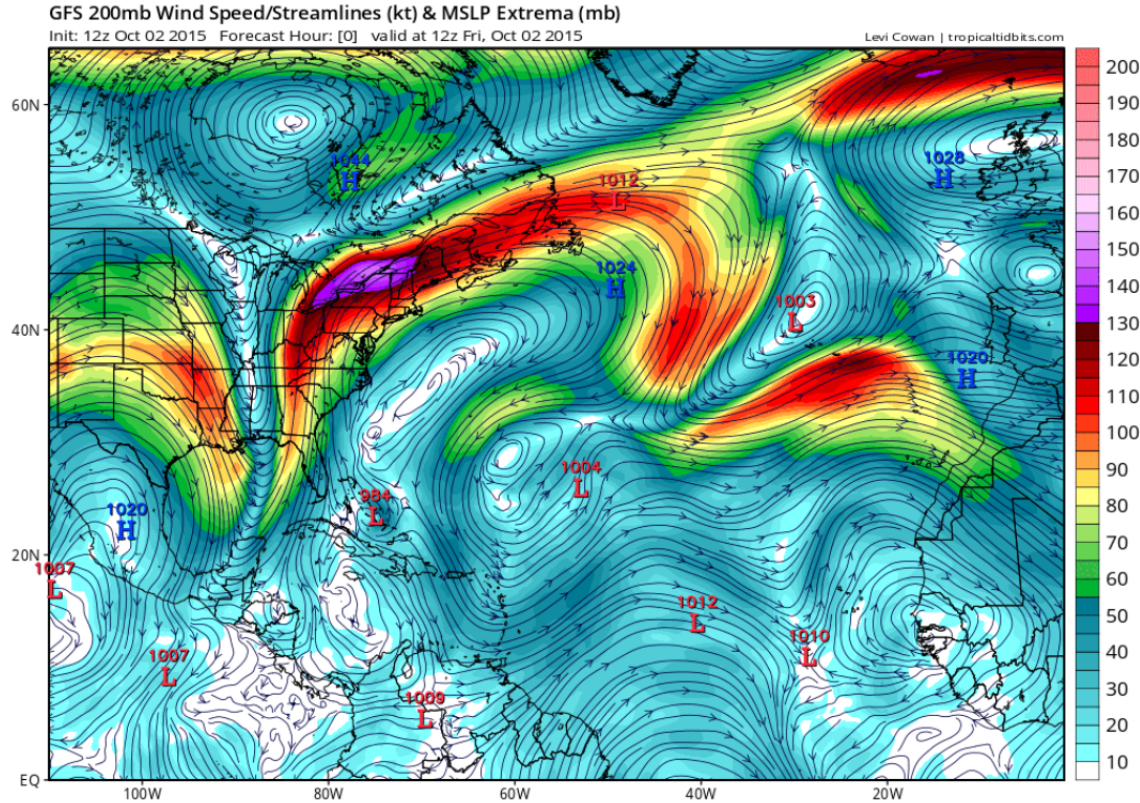 GFS 200mb Wind Speed/Streamlines (kt) & MSLP Extrema (mb)
Init: 12z Oct 02 2015 Forecast Hour: [0] valid at 12z Fri, Oct 02 2015
Levi Cowan | tropicaltidbits.com
60N
40N
20N
EQ
100W
80W
60W
40W
20W
1044
H
1012
L
1028
H
1024
H
1003
L
1020
H
1004
L
984
L
1020
H
1007
L
1012
L
1010
L
1007
L
1009
L
200
190
180
170
160
150
140
130
120
110
100
90
80
70
60
50
40
30
20
10